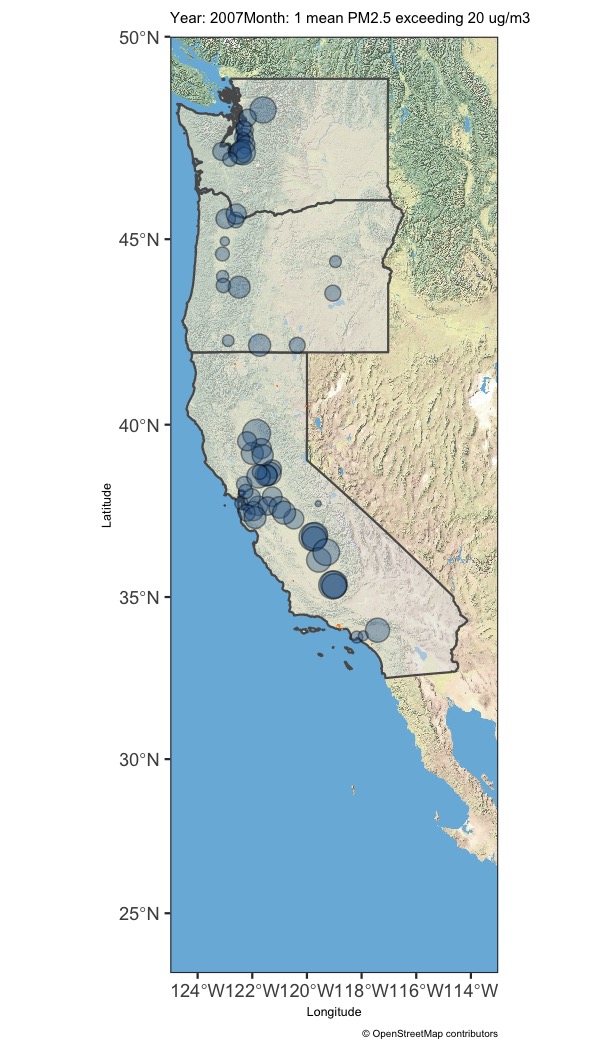 Year: 2007Month: 1 mean PM2.5 exceeding 20 ug/m3
50°N
45°N
40°N
35°N
30°N
25°N
Latitude
124°W122°W120°W118°W116°W114°W
Longitude
© OpenStreetMap contributors